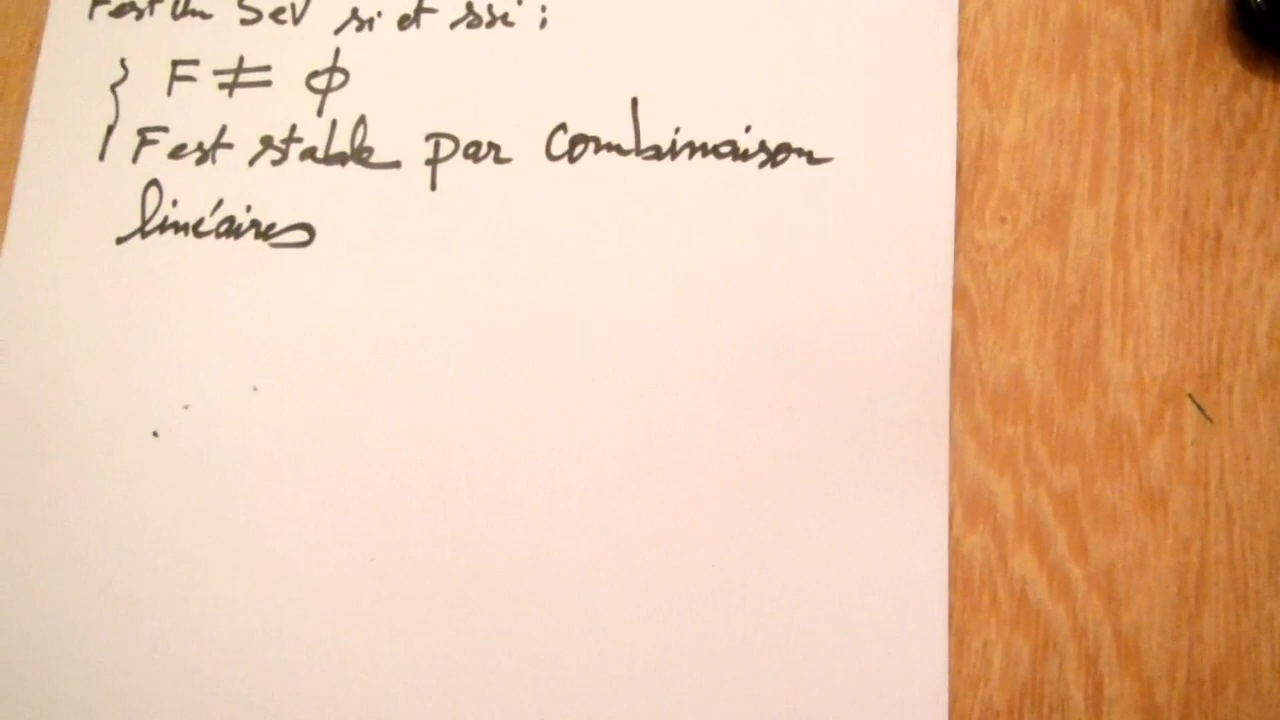 F est un SeV si et ssi :
F ≠ ∅
F est stable par combinaison
linéaires